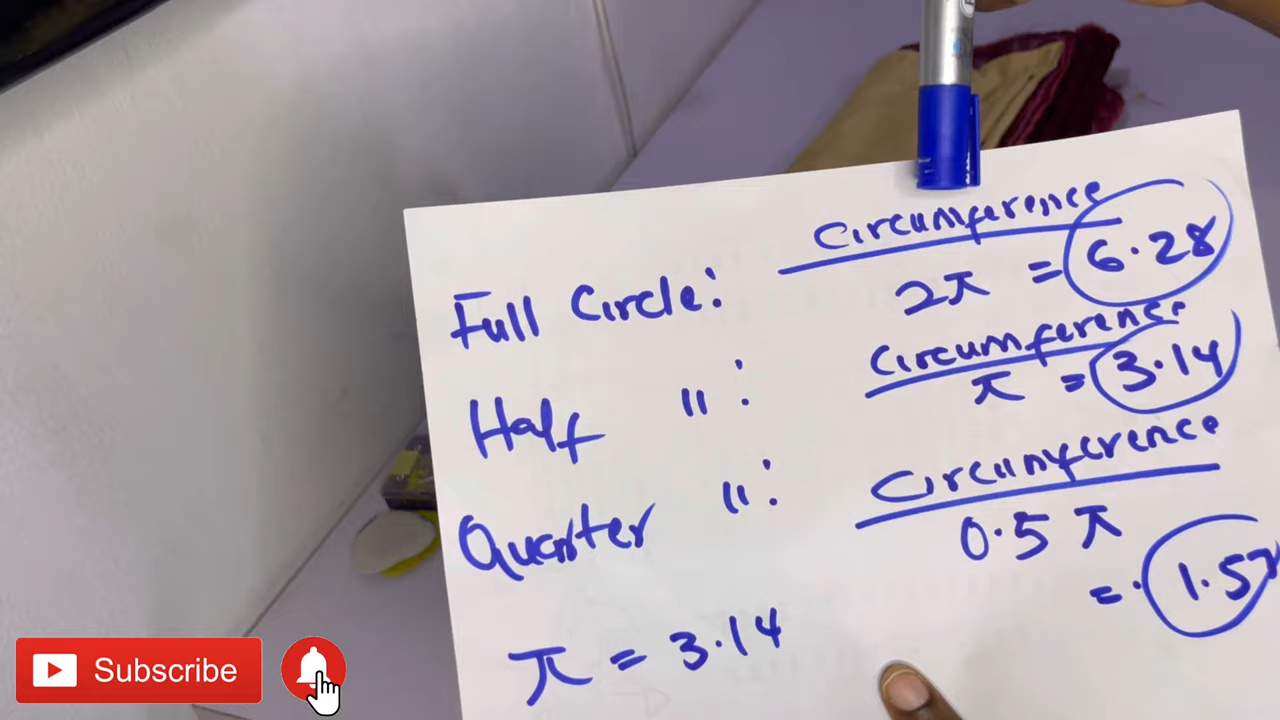 Circumference
Full Circle: 2π = 6.28
Circumference
Half " : π = 3.14
Circumference
Quarter " : 0.5 π
= 1.57
π = 3.14
Subscribe